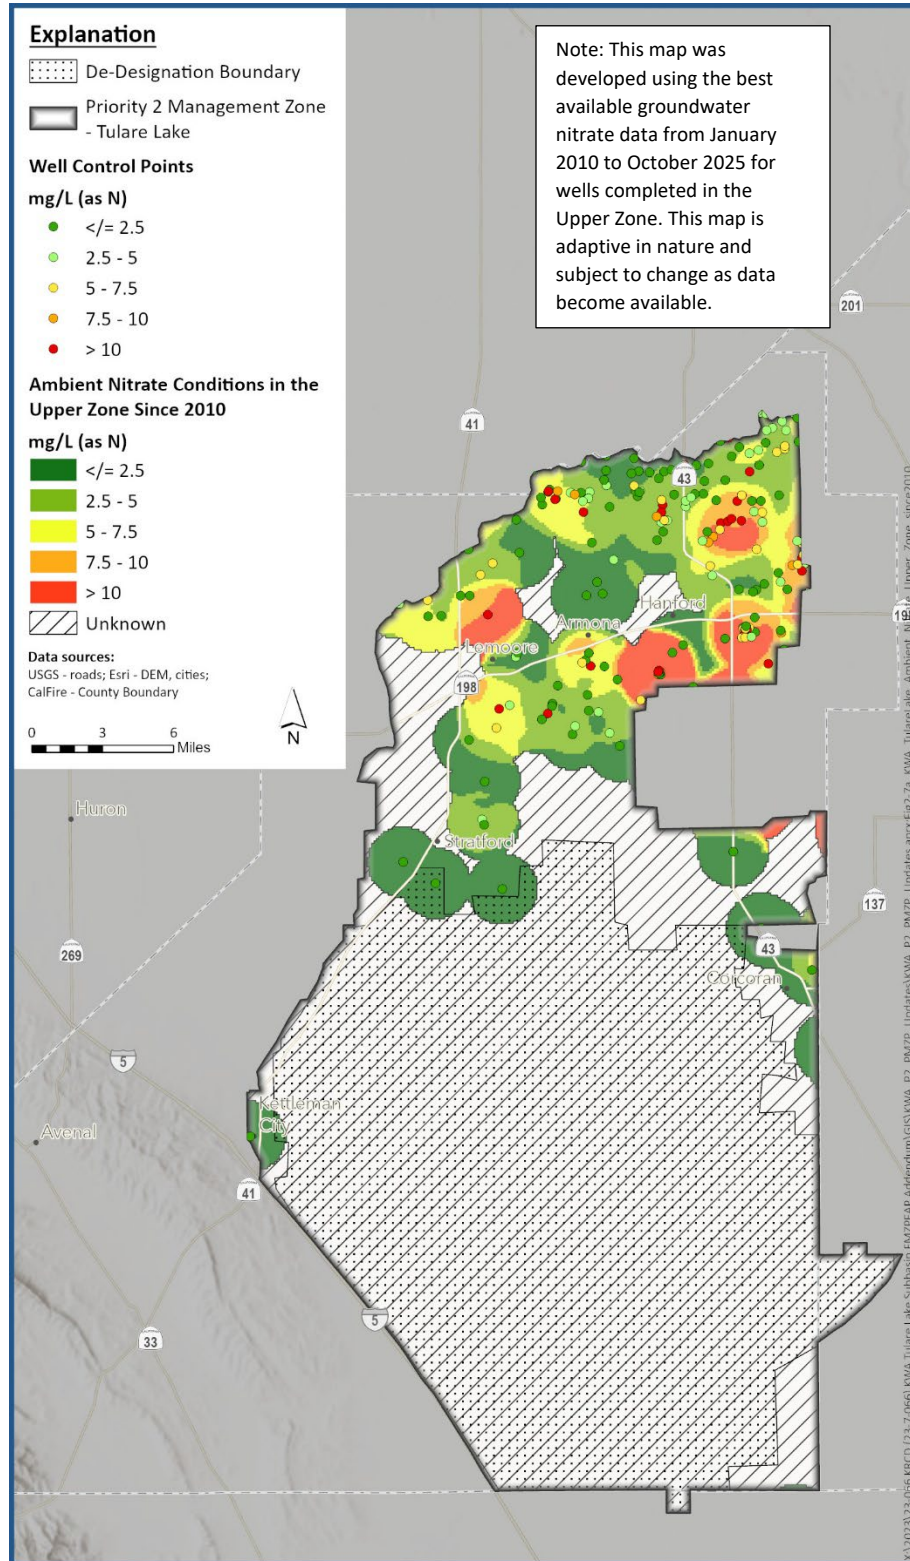 Explanation
De-Designation Boundary
Priority 2 Management Zone
- Tulare Lake
Well Control Points
mg/L (as N)
</= 2.5
2.5 - 5
5 - 7.5
7.5 - 10
> 10
Ambient Nitrate Conditions in the
Upper Zone Since 2010
mg/L (as N)
</= 2.5
2.5 - 5
5 - 7.5
7.5 - 10
> 10
Unknown
Data sources:
USGS - roads; Esri - DEM, cities;
CalFire - County Boundary
0 3 6
Miles
N
Note: This map was
developed using the best
available groundwater
nitrate data from January
2010 to October 2025 for
wells completed in the
Upper Zone. This map is
adaptive in nature and
subject to change as data
become available.
201
41
43
19
Hanford
Armona
Lemoore
198
Huron
Stratford
137
43
269
Corcoran
5
Kettleman
City
Avenal
41
5
33